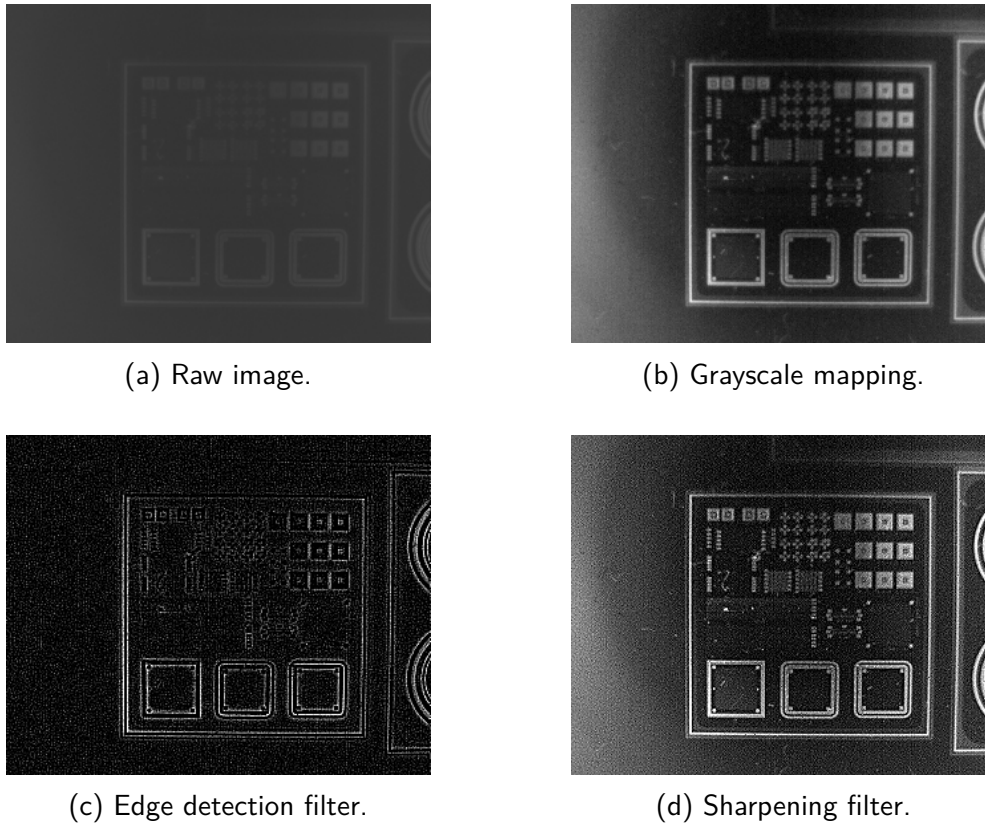 (a) Raw image.
(b) Grayscale mapping.
(c) Edge detection filter.
(d) Sharpening filter.